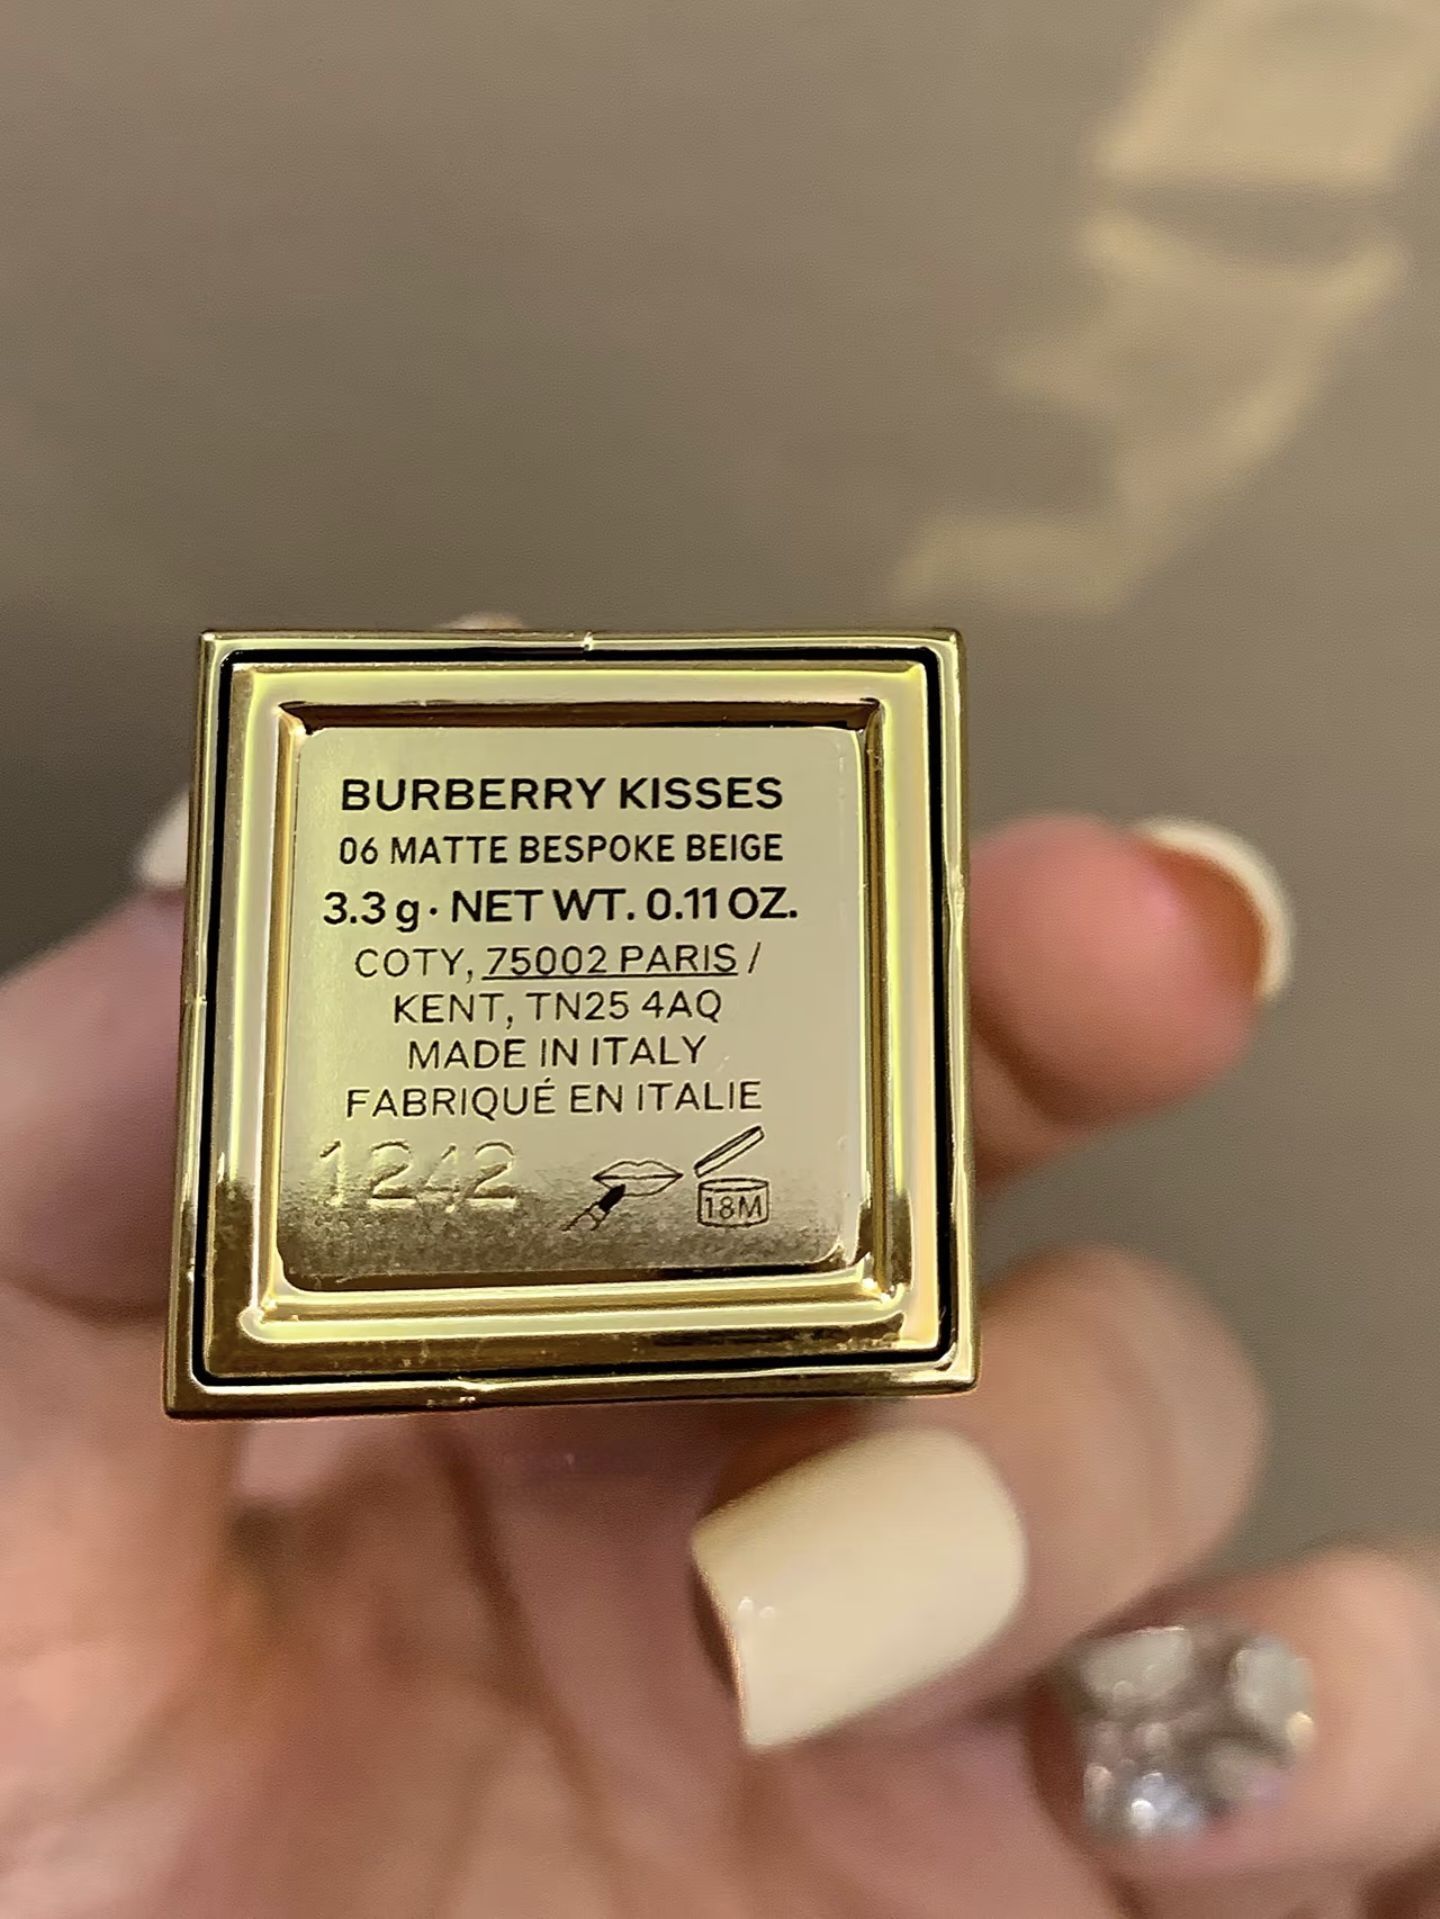 BURBERRY KISSES
06 MATTE BESPOKE BEIGE
3.3 g · NET WT. 0.11 OZ.
COTY, 75002 PARIS /
KENT, TN25 4AQ
MADE IN ITALY
FABRIQUÉ EN ITALIE
1242
18M